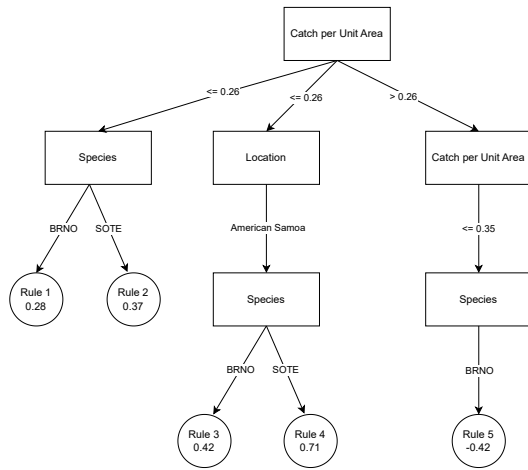 Catch per Unit Area
<= 0.26
<= 0.26
> 0.26
Species
Location
Catch per Unit Area
BRNO
SOTE
American Samoa
<= 0.35
Rule 1
0.28
Rule 2
0.37
Species
Species
BRNO
SOTE
BRNO
Rule 3
0.42
Rule 4
0.71
Rule 5
-0.42